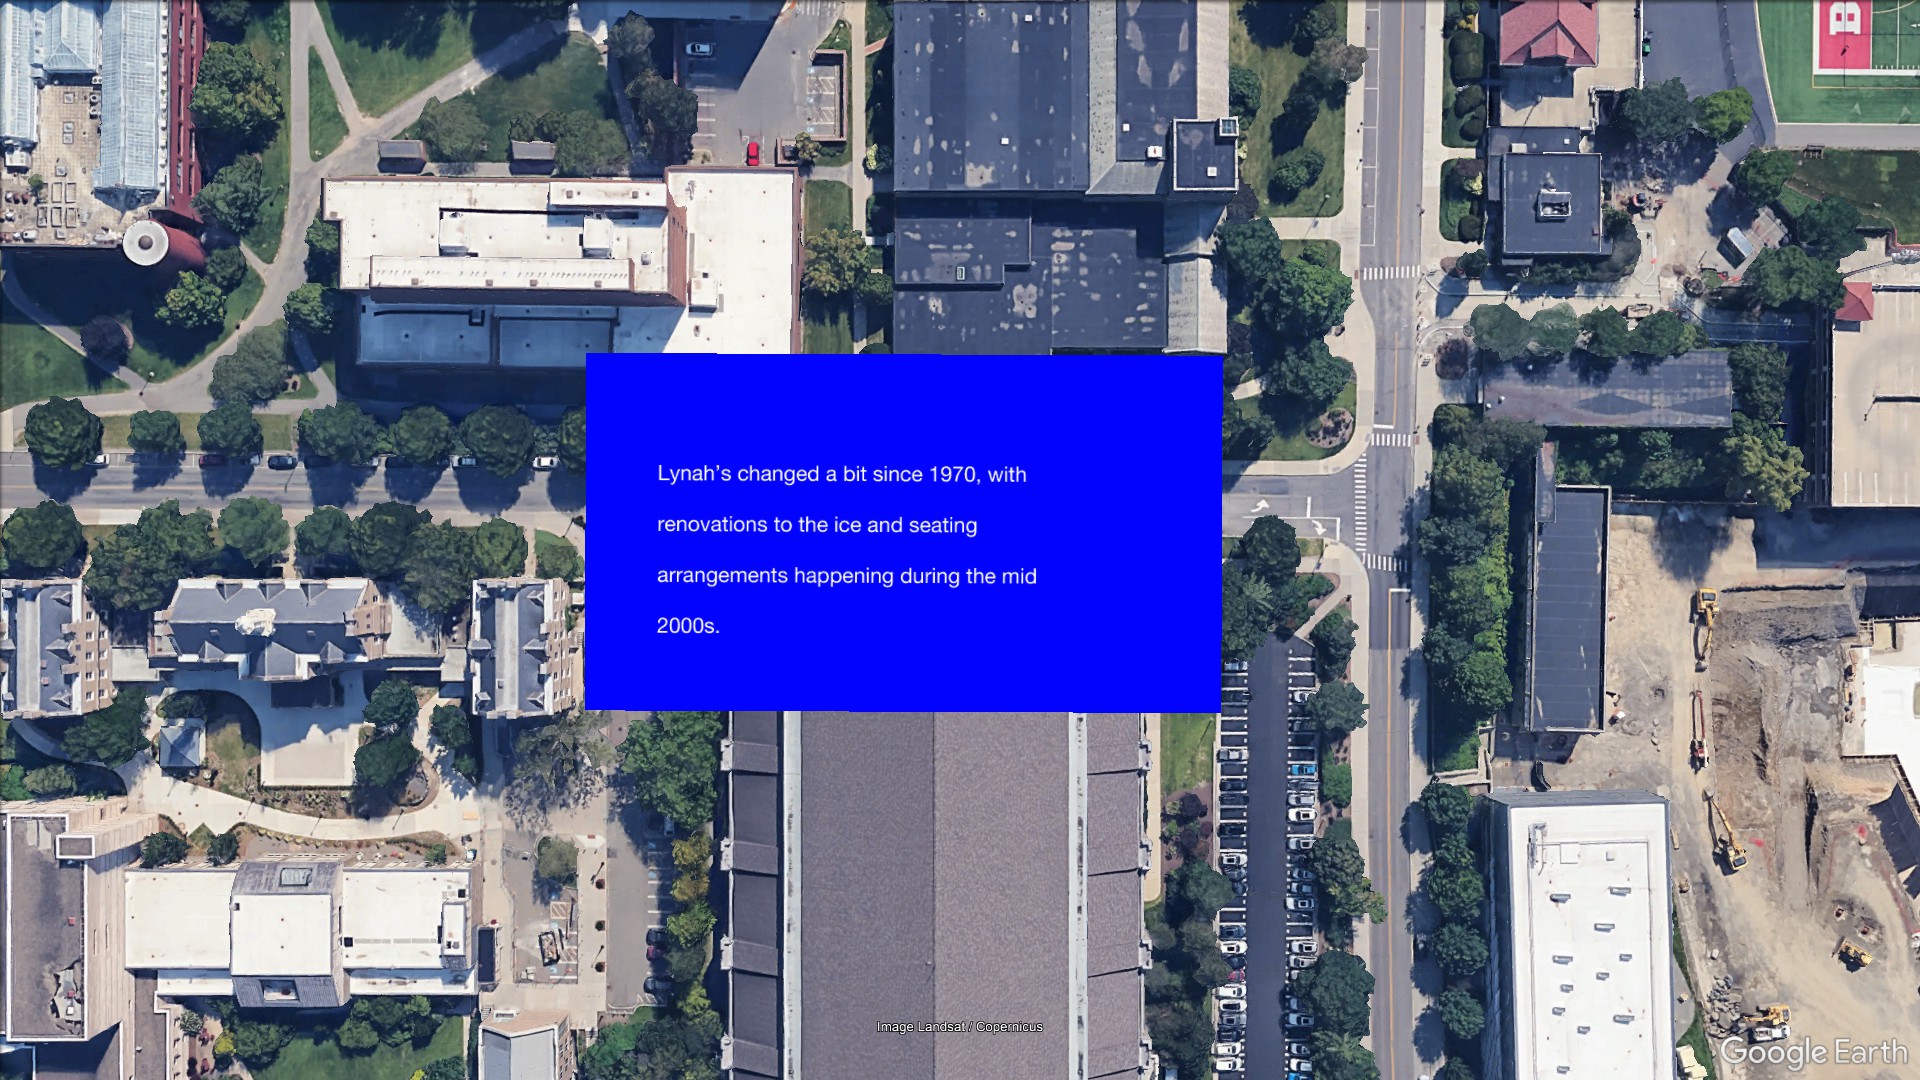 B
Lynah’s changed a bit since 1970, with
renovations to the ice and seating
arrangements happening during the mid
2000s.
Image Landsat / Copernicus
Google Earth